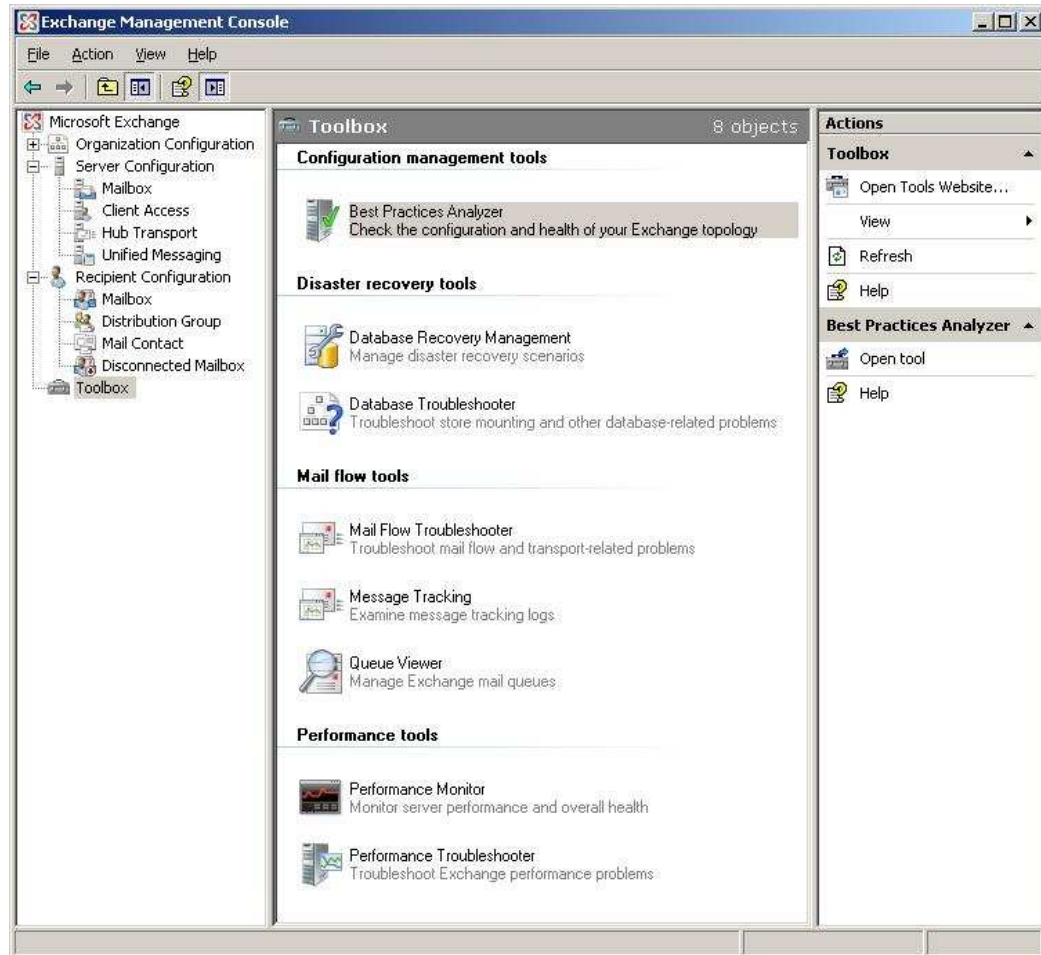 Exchange Management Console
File Action View Help
Microsoft Exchange
Organization Configuration
Server Configuration
Mailbox
Client Access
Hub Transport
Unified Messaging
Recipient Configuration
Mailbox
Distribution Group
Mail Contact
Disconnected Mailbox
Toolbox
Toolbox 8 objects
Configuration management tools
Best Practices Analyzer
Check the configuration and health of your Exchange topology
Disaster recovery tools
Database Recovery Management
Manage disaster recovery scenarios
Database Troubleshooter
Troubleshoot store mounting and other database-related problems
Mail flow tools
Mail Flow Troubleshooter
Troubleshoot mail flow and transport-related problems
Message Tracking
Examine message tracking logs
Queue Viewer
Manage Exchange mail queues
Performance tools
Performance Monitor
Monitor server performance and overall health
Performance Troubleshooter
Troubleshoot Exchange performance problems
Actions
Toolbox
Open Tools Website...
View
Refresh
Help
Best Practices Analyzer
Open tool
Help